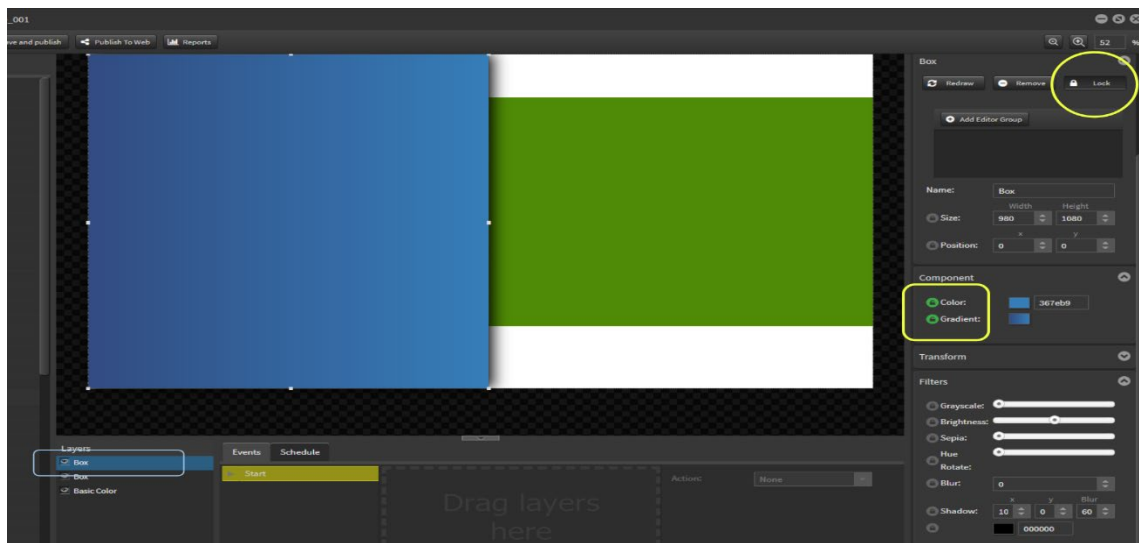 _001
ve and publish Publish To Web Reports 52 %
Box
Redraw Remove Lock
Add Editor Group
Name: Box
Width Height
Size: 980 1080
x y
Position: 0 0
Component
Color: 367eb9
Gradient:
Transform
Filters
Grayscale:
Brightness:
Sepia:
Hue
Rotate:
Blur: 0
x y Blur
Shadow: 10 0 60
000000
Layers
Box
Box
Basic Color
Events Schedule
Start
Drag layers
here
Action: None